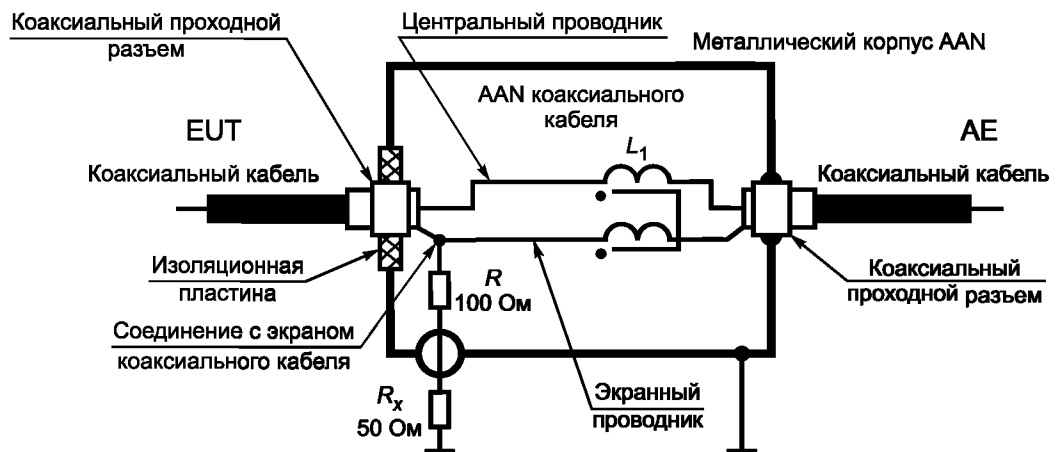 Коаксиальный проходной
разъем
Центральный проводник
Металлический корпус AAN
AAN коаксиального
кабеля
EUT
L1
AE
Коаксиальный кабель
Коаксиальный кабель
Изоляционная
пластина
R
100 Ом
Коаксиальный
проходной разъем
Соединение с экраном
коаксиального кабеля
Rx
50 Ом
Экранный
проводник